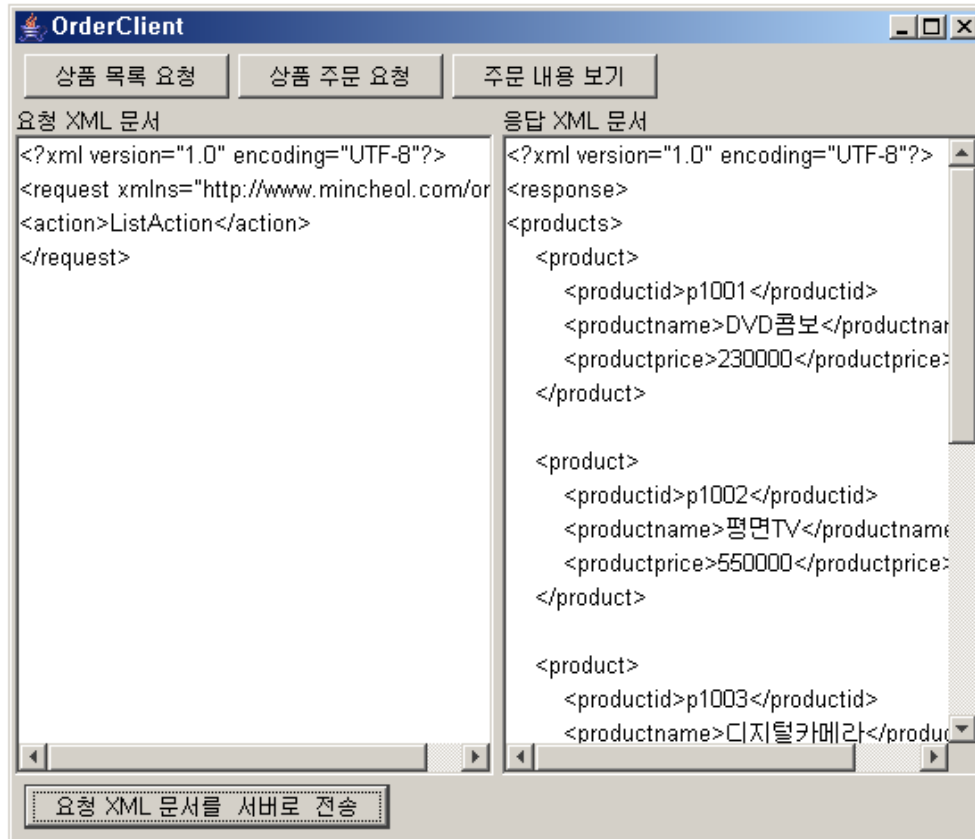 OrderClient
상품 목록 요청 상품 주문 요청 주문 내용 보기
요청 XML 문서
<?xml version="1.0" encoding="UTF-8"?>
<request xmlns="http://www.mincheol.com/or
<action>ListAction</action>
</request>
응답 XML 문서
<?xml version="1.0" encoding="UTF-8"?>
<response>
<products>
<product>
<productid>p1001</productid>
<productname>DVD콤보</productnar
<productprice>230000</productprice>
</product>
<product>
<productid>p1002</productid>
<productname>평면TV</productname
<productprice>550000</productprice>
</product>
<product>
<productid>p1003</productid>
<productname>디지털카메라</produc
요청 XML 문서를 서버로 전송